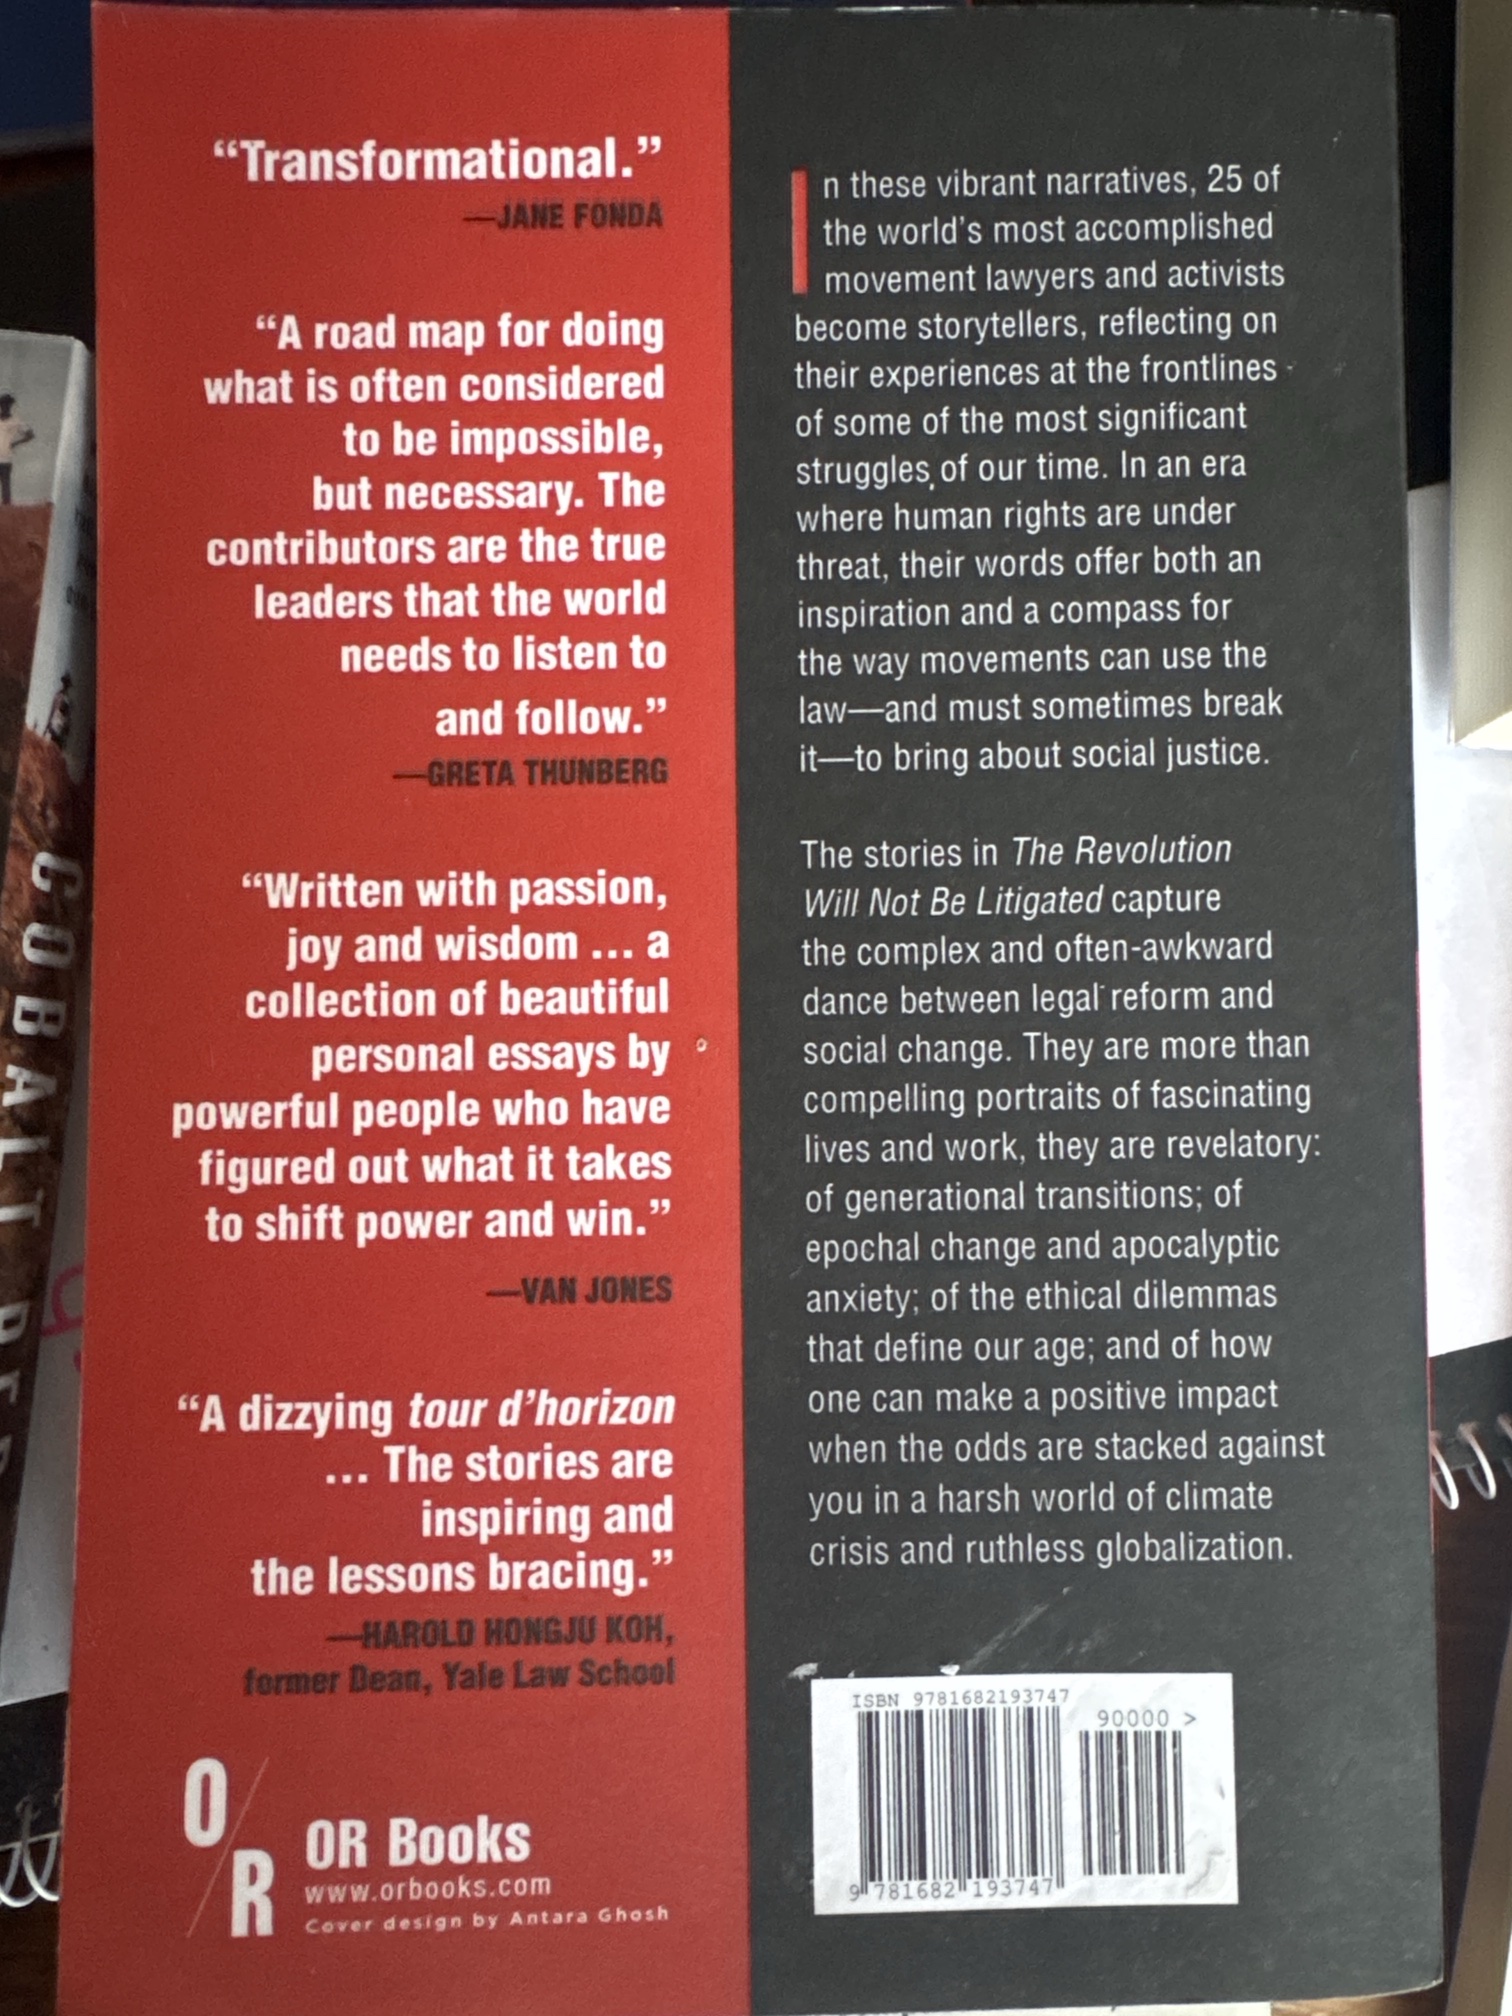 “Transformational.”
—JANE FONDA
“A road map for doing
what is often considered
to be impossible,
but necessary. The
contributors are the true
leaders that the world
needs to listen to
and follow.”
—GRETA THUNBERG
“Written with passion,
joy and wisdom ... a
collection of beautiful
personal essays by
powerful people who have
figured out what it takes
to shift power and win.”
—VAN JONES
“A dizzying tour d’horizon
... The stories are
inspiring and
the lessons bracing.”
—HAROLD HONGJU KOH,
former Dean, Yale Law School
O/R
OR Books
www.orbooks.com
Cover design by Antara Ghosh
In these vibrant narratives, 25 of
the world’s most accomplished
movement lawyers and activists
become storytellers, reflecting on
their experiences at the frontlines
of some of the most significant
struggles of our time. In an era
where human rights are under
threat, their words offer both an
inspiration and a compass for
the way movements can use the
law—and must sometimes break
it—to bring about social justice.
The stories in The Revolution
Will Not Be Litigated capture
the complex and often-awkward
dance between legal reform and
social change. They are more than
compelling portraits of fascinating
lives and work, they are revelatory:
of generational transitions; of
epochal change and apocalyptic
anxiety; of the ethical dilemmas
that define our age; and of how
one can make a positive impact
when the odds are stacked against
you in a harsh world of climate
crisis and ruthless globalization.
ISBN 9781682193747
90000 >
9 781682 193747
COBALT RED